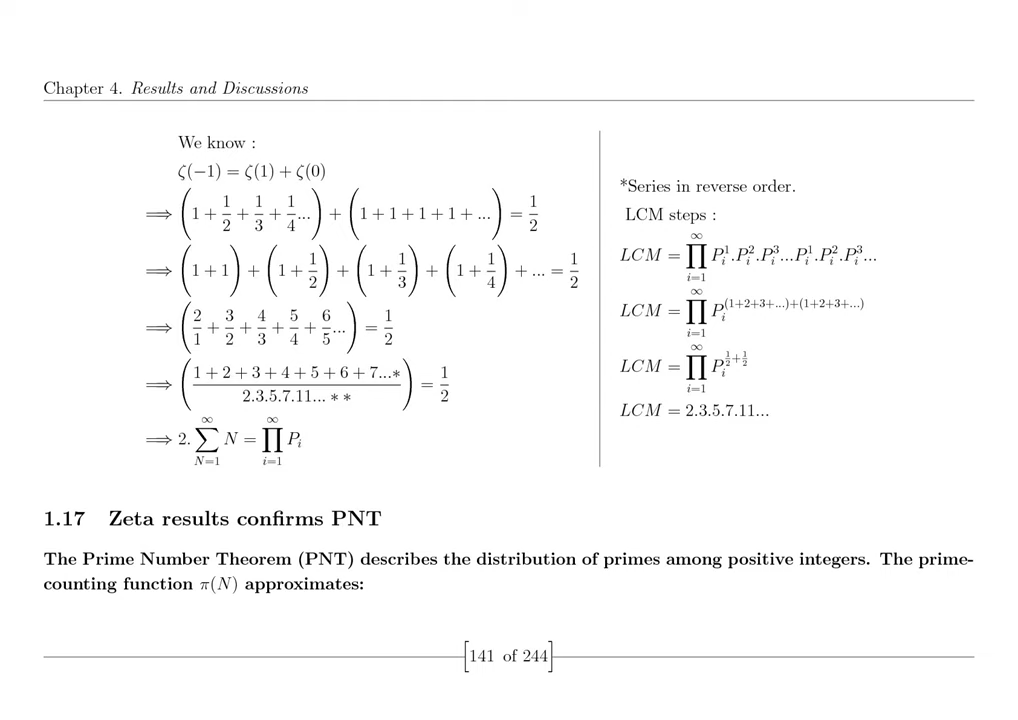 Chapter 4. Results and Discussions
We know :
ζ(−1) = ζ(1) + ζ(0)
⟹ (1 + 1/2 + 1/3 + 1/4...) + (1 + 1 + 1 + 1 + ...) = 1/2
⟹ (1 + 1) + (1 + 1/2) + (1 + 1/3) + (1 + 1/4) + ... = 1/2
⟹ (2/1 + 3/2 + 4/3 + 5/4 + 6/5...) = 1/2
⟹ (1 + 2 + 3 + 4 + 5 + 6 + 7...∗ / 2.3.5.7.11... ∗ ∗) = 1/2
⟹ 2. ∑_{N=1}^{∞} N = ∏_{i=1}^{∞} P_i
*Series in reverse order.
LCM steps :
LCM = ∏_{i=1}^{∞} P_i^1.P_i^2.P_i^3...P_i^1.P_i^2.P_i^3...
LCM = ∏_{i=1}^{∞} P_i^{(1+2+3+...)+(1+2+3+...)}
LCM = ∏_{i=1}^{∞} P_i^{1/2+1/2}
LCM = 2.3.5.7.11...
1.17 Zeta results confirms PNT
The Prime Number Theorem (PNT) describes the distribution of primes among positive integers. The prime-
counting function π(N) approximates:
141 of 244